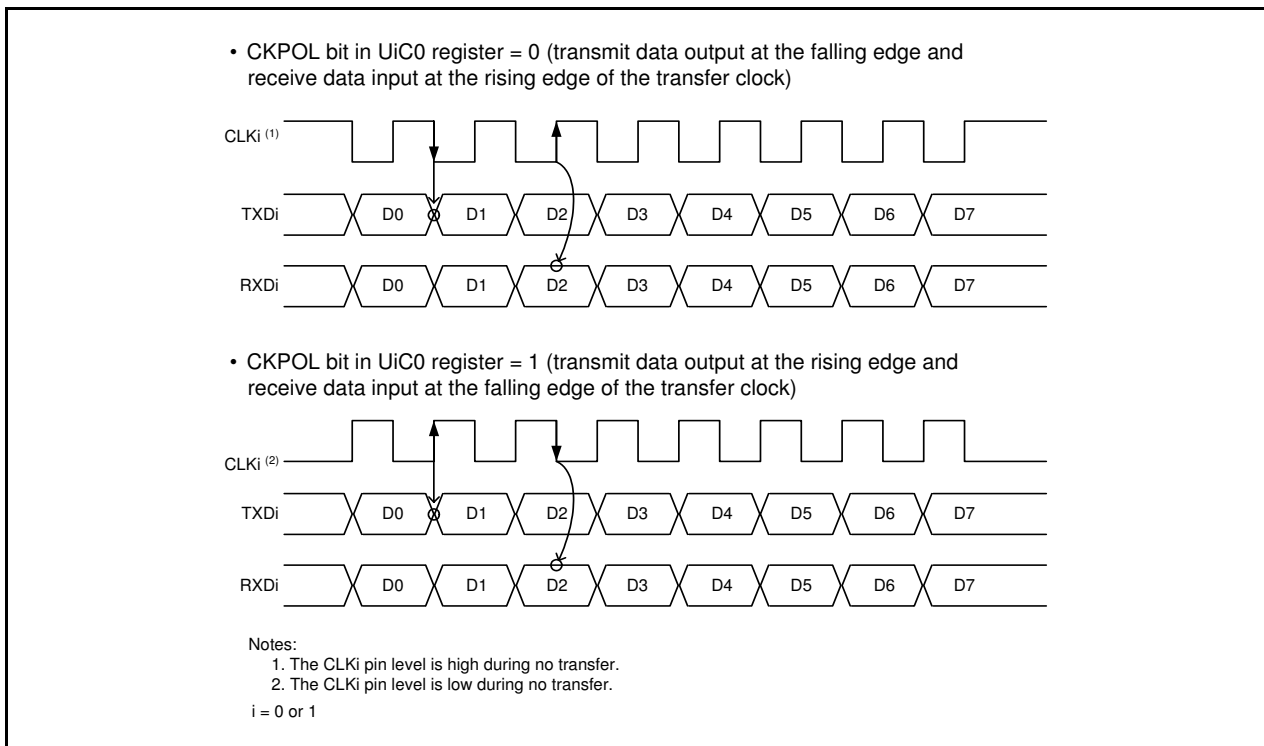 • CKPOL bit in UiC0 register = 0 (transmit data output at the falling edge and
receive data input at the rising edge of the transfer clock)
CLKi (1)
TXDi D0 D1 D2 D3 D4 D5 D6 D7
RXDi D0 D1 D2 D3 D4 D5 D6 D7
• CKPOL bit in UiC0 register = 1 (transmit data output at the rising edge and
receive data input at the falling edge of the transfer clock)
CLKi (2)
TXDi D0 D1 D2 D3 D4 D5 D6 D7
RXDi D0 D1 D2 D3 D4 D5 D6 D7
Notes:
1. The CLKi pin level is high during no transfer.
2. The CLKi pin level is low during no transfer.
i = 0 or 1